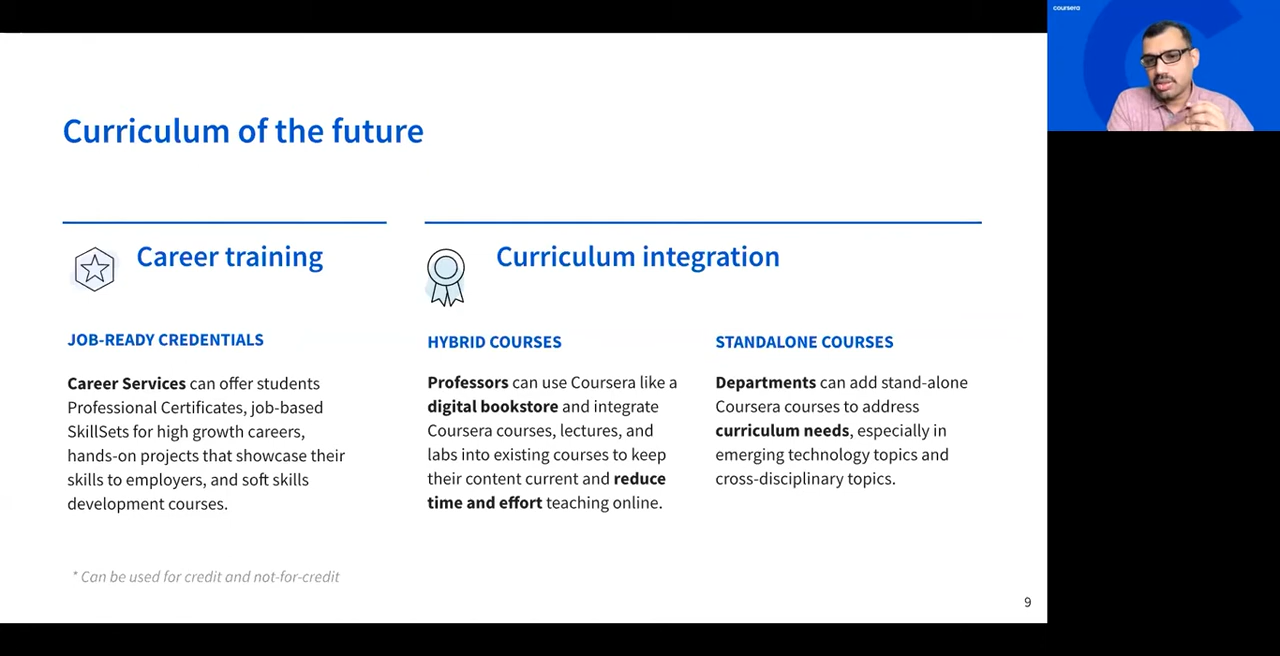 coursera
Curriculum of the future
Career training
JOB-READY CREDENTIALS
Career Services can offer students
Professional Certificates, job-based
SkillSets for high growth careers,
hands-on projects that showcase their
skills to employers, and soft skills
development courses.
Curriculum integration
HYBRID COURSES
Professors can use Coursera like a
digital bookstore and integrate
Coursera courses, lectures, and
labs into existing courses to keep
their content current and reduce
time and effort teaching online.
STANDALONE COURSES
Departments can add stand-alone
Coursera courses to address
curriculum needs, especially in
emerging technology topics and
cross-disciplinary topics.
* Can be used for credit and not-for-credit
9